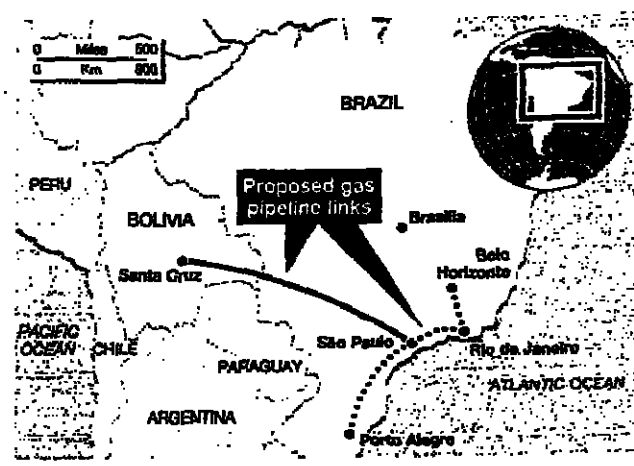 0 Miles 500
0 Km 800
BRAZIL
PERU
BOLIVIA
Proposed gas
pipeline links
Brasilia
Belo
Horizonte
Santa Cruz
PACIFIC
OCEAN
CHILE
São Paulo
Rio de Janeiro
PARAGUAY
ATLANTIC OCEAN
ARGENTINA
Porto Alegre